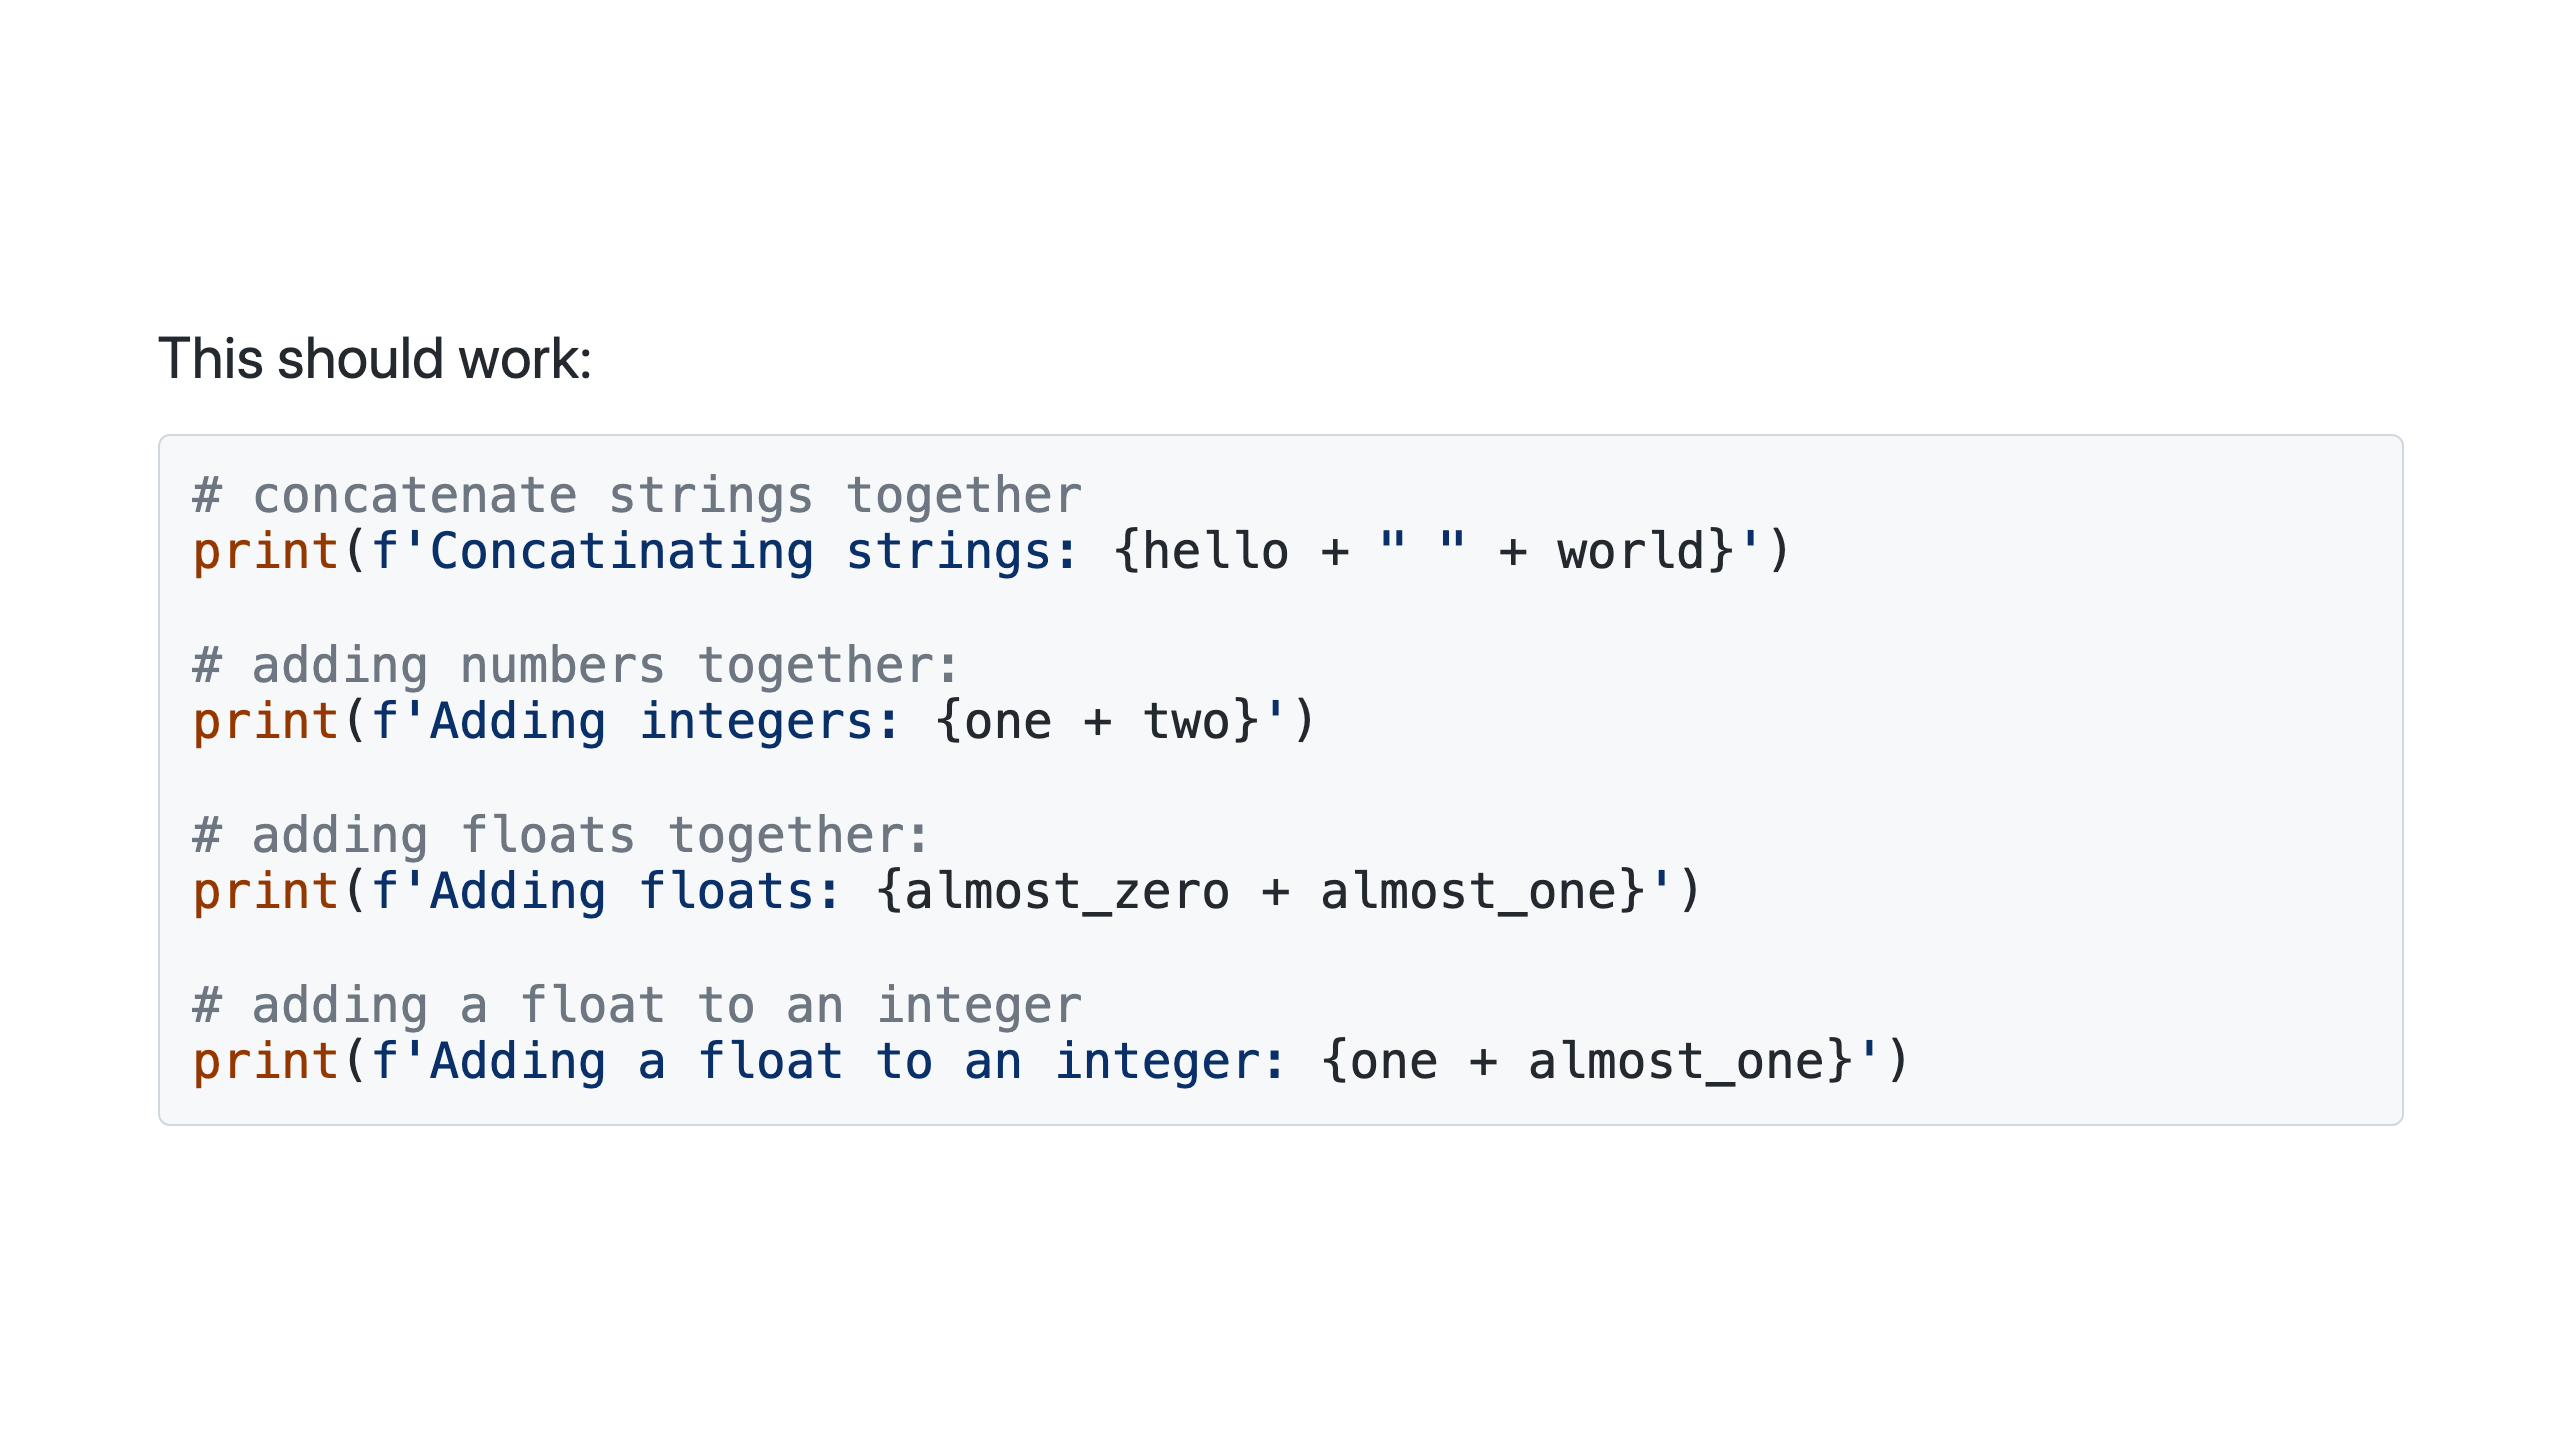 This should work:
# concatenate strings together
print(f'Concatinating strings: {hello + " " + world}')
# adding numbers together:
print(f'Adding integers: {one + two}')
# adding floats together:
print(f'Adding floats: {almost_zero + almost_one}')
# adding a float to an integer
print(f'Adding a float to an integer: {one + almost_one}')